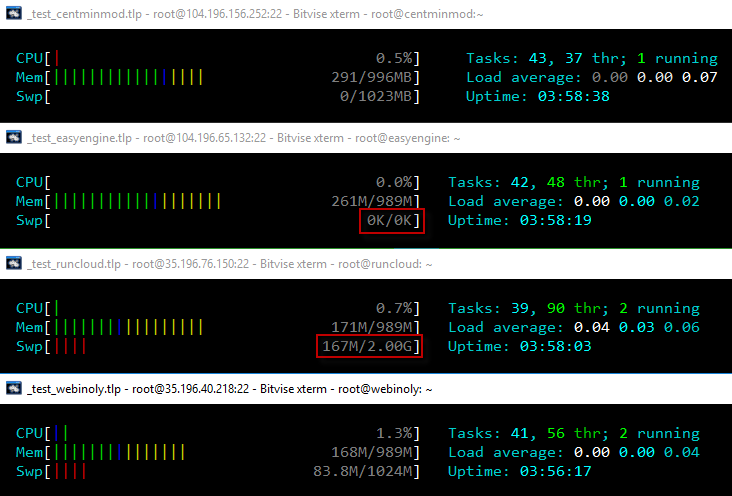 _test_centminmod.tlp - root@104.196.156.252:22 - Bitvise xterm - root@centminmod:~
CPU[| 0.5%] Tasks: 43, 37 thr; 1 running
Mem[|||||||||||||||||||| 291/996MB] Load average: 0.00 0.00 0.07
Swp[ 0/1023MB] Uptime: 03:58:38
_test_easyengine.tlp - root@104.196.65.132:22 - Bitvise xterm - root@easyengine: ~
CPU[ 0.0%] Tasks: 42, 48 thr; 1 running
Mem[||||||||||||||||||||| 261M/989M] Load average: 0.00 0.00 0.02
Swp[ 0K/0K] Uptime: 03:58:19
_test_runcloud.tlp - root@35.196.76.150:22 - Bitvise xterm - root@runcloud: ~
CPU[| 0.7%] Tasks: 39, 90 thr; 2 running
Mem[||||||||||||||||||| 171M/989M] Load average: 0.04 0.03 0.06
Swp[|||| 167M/2.00G] Uptime: 03:58:03
_test_webinoly.tlp - root@35.196.40.218:22 - Bitvise xterm - root@webinoly: ~
CPU[|| 1.3%] Tasks: 41, 56 thr; 2 running
Mem[||||||||||||||||| 168M/989M] Load average: 0.00 0.00 0.04
Swp[|||| 83.8M/1024M] Uptime: 03:56:17